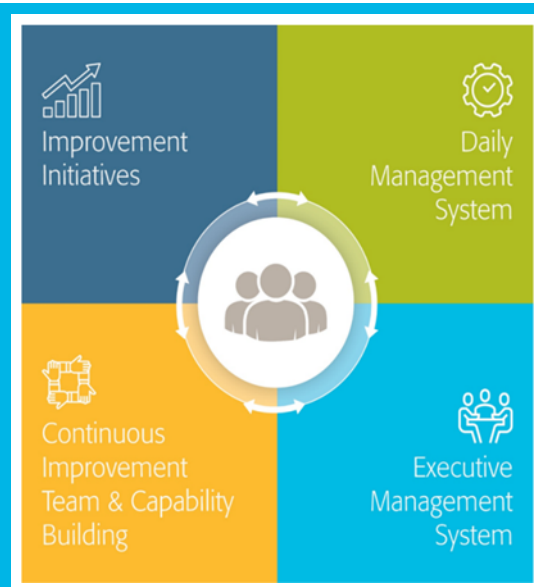 Improvement
Initiatives
Daily
Management
System
Continuous
Improvement
Team & Capability
Building
Executive
Management
System